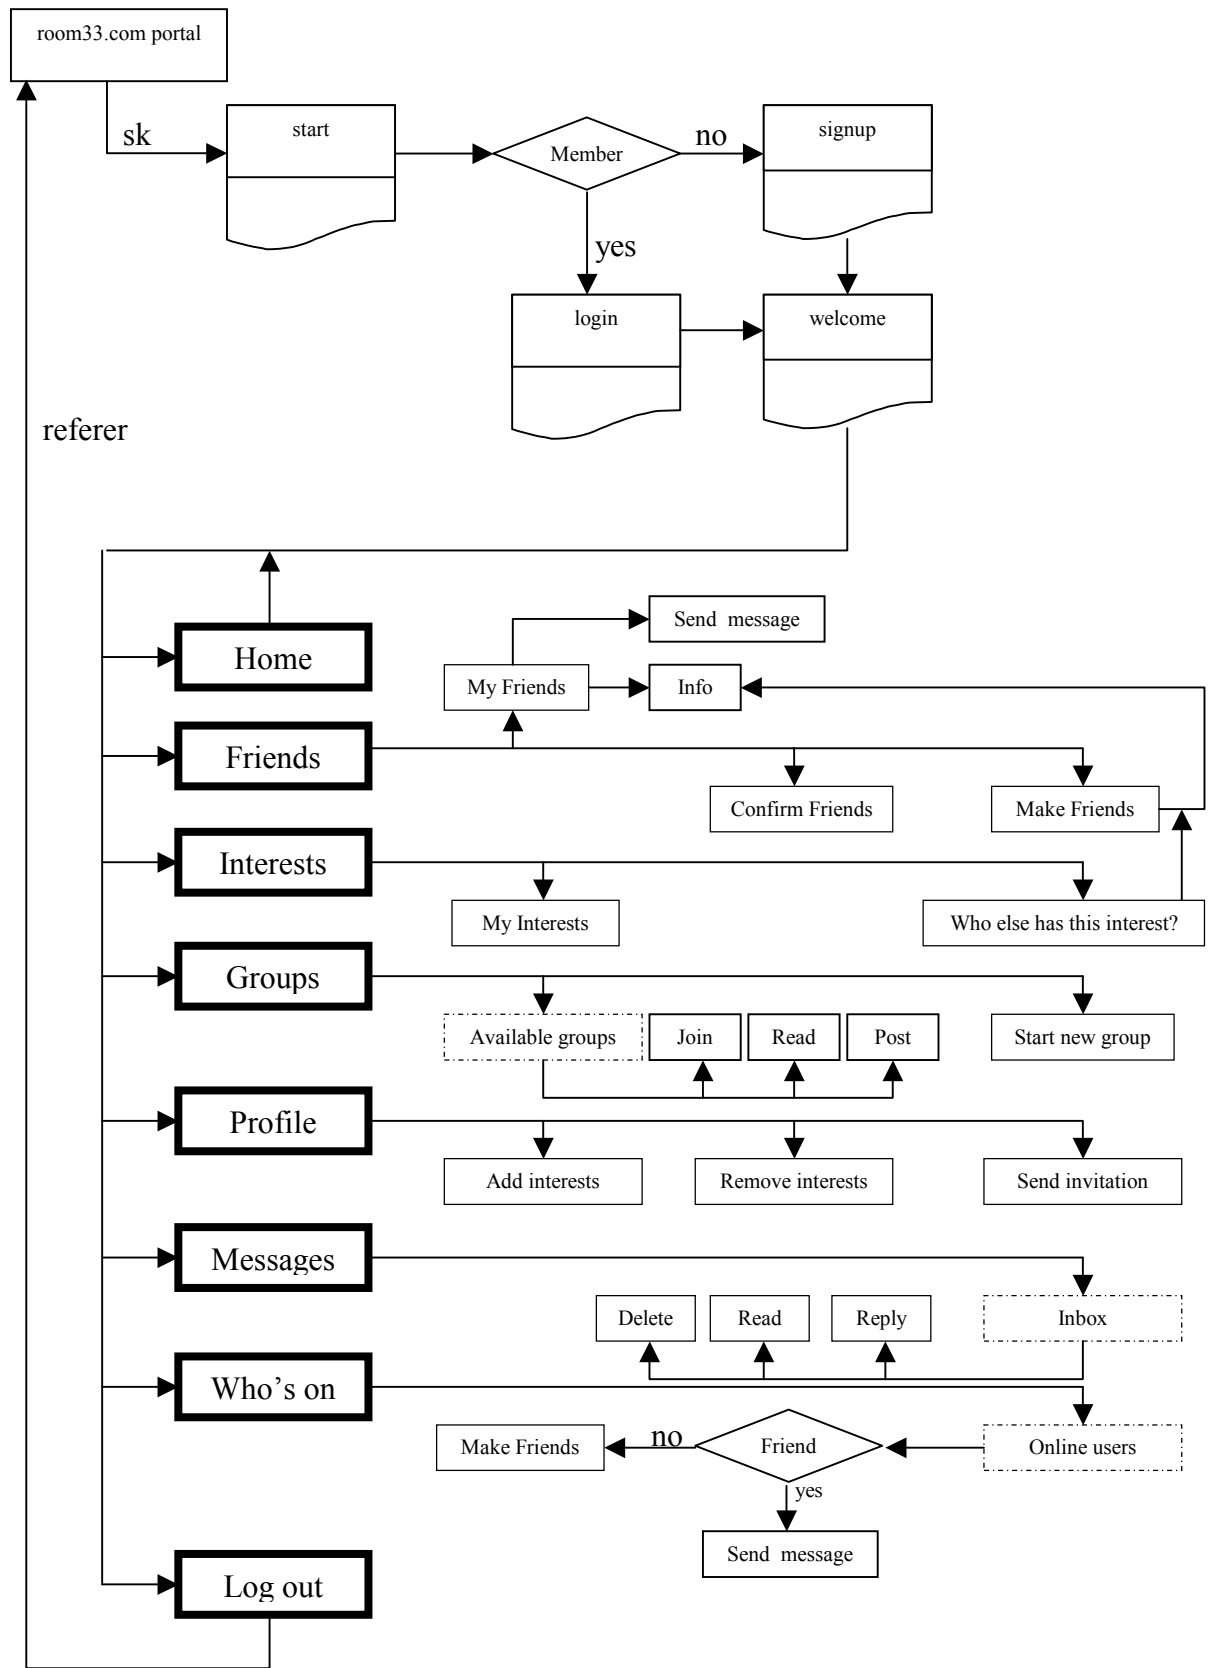 room33.com portal
sk
start
Member
no
signup
yes
login
welcome
referer
Send message
Home
My Friends
Info
Friends
Confirm Friends
Make Friends
Interests
My Interests
Who else has this interest?
Groups
Available groups
Join
Read
Post
Start new group
Profile
Add interests
Remove interests
Send invitation
Messages
Delete
Read
Reply
Inbox
Who's on
Make Friends
no
Friend
Online users
yes
Send message
Log out